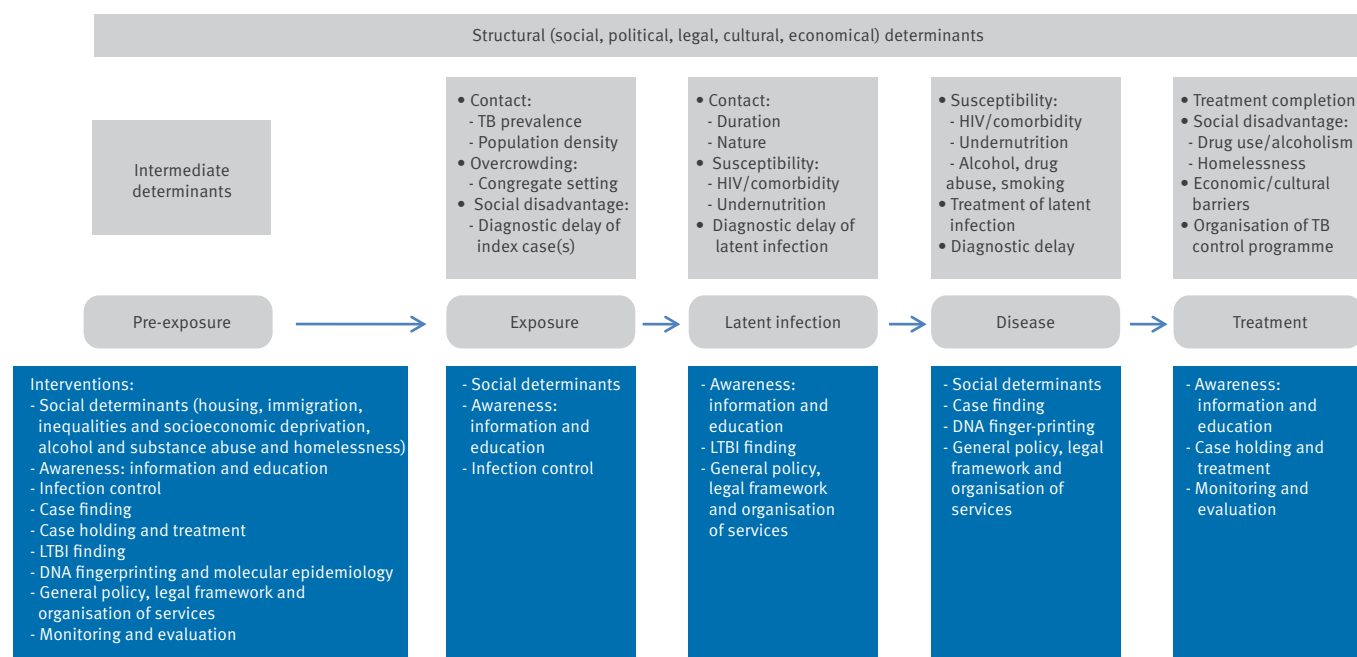 Structural (social, political, legal, cultural, economical) determinants
Intermediate
determinants
• Contact:
- TB prevalence
- Population density
• Overcrowding:
- Congregate setting
• Social disadvantage:
- Diagnostic delay of
index case(s)
• Contact:
- Duration
- Nature
• Susceptibility:
- HIV/comorbidity
- Undernutrition
• Diagnostic delay of
latent infection
• Susceptibility:
- HIV/comorbidity
- Undernutrition
- Alcohol, drug
abuse, smoking
• Treatment of latent
infection
• Diagnostic delay
• Treatment completion
• Social disadvantage:
- Drug use/alcoholism
- Homelessness
• Economic/cultural
barriers
• Organisation of TB
control programme
Pre-exposure
Exposure
Latent infection
Disease
Treatment
Interventions:
- Social determinants (housing, immigration,
inequalities and socioeconomic deprivation,
alcohol and substance abuse and homelessness)
- Awareness: information and education
- Infection control
- Case finding
- Case holding and treatment
- LTBI finding
- DNA fingerprinting and molecular epidemiology
- General policy, legal framework and
organisation of services
- Monitoring and evaluation
- Social determinants
- Awareness:
information and
education
- Infection control
- Awareness:
information and
education
- LTBI finding
- General policy,
legal framework
and organisation
of services
- Social determinants
- Case finding
- DNA finger-printing
- General policy, legal
framework and
organisation of
services
- Awareness:
information and
education
- Case holding and
treatment
- Monitoring and
evaluation